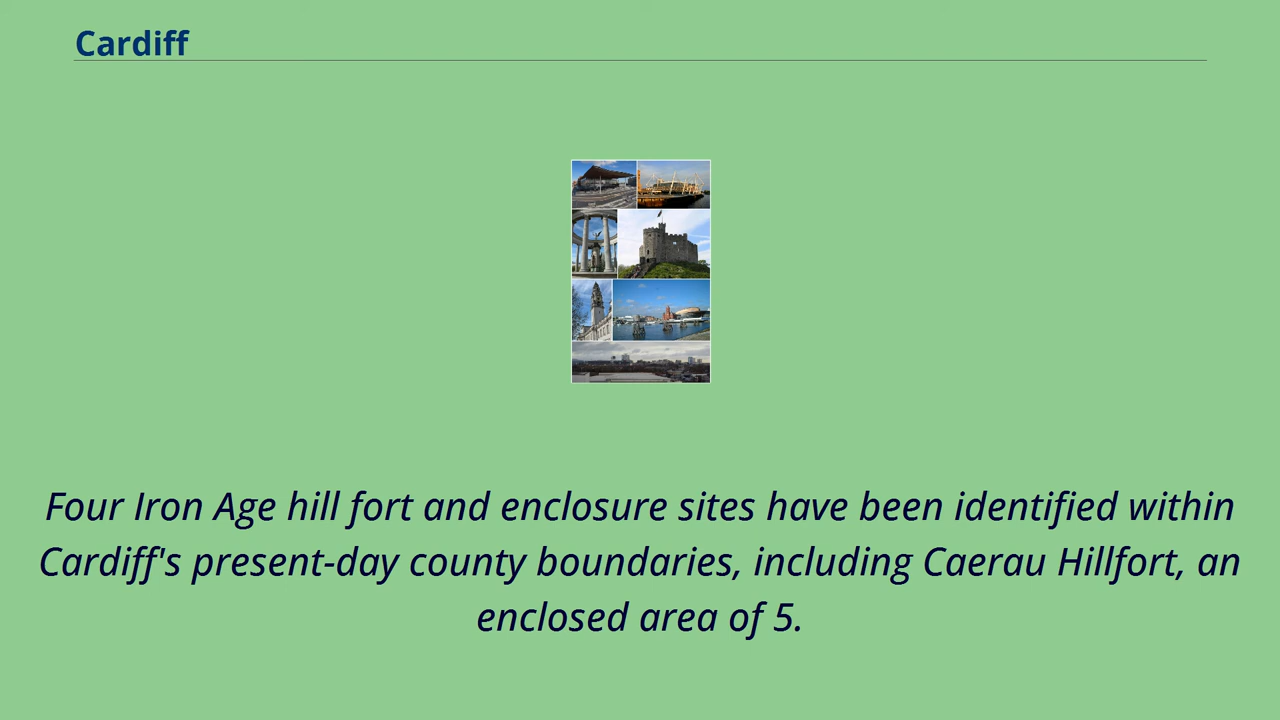 Cardiff
Four Iron Age hill fort and enclosure sites have been identified within
Cardiff's present-day county boundaries, including Caerau Hillfort, an
enclosed area of 5.